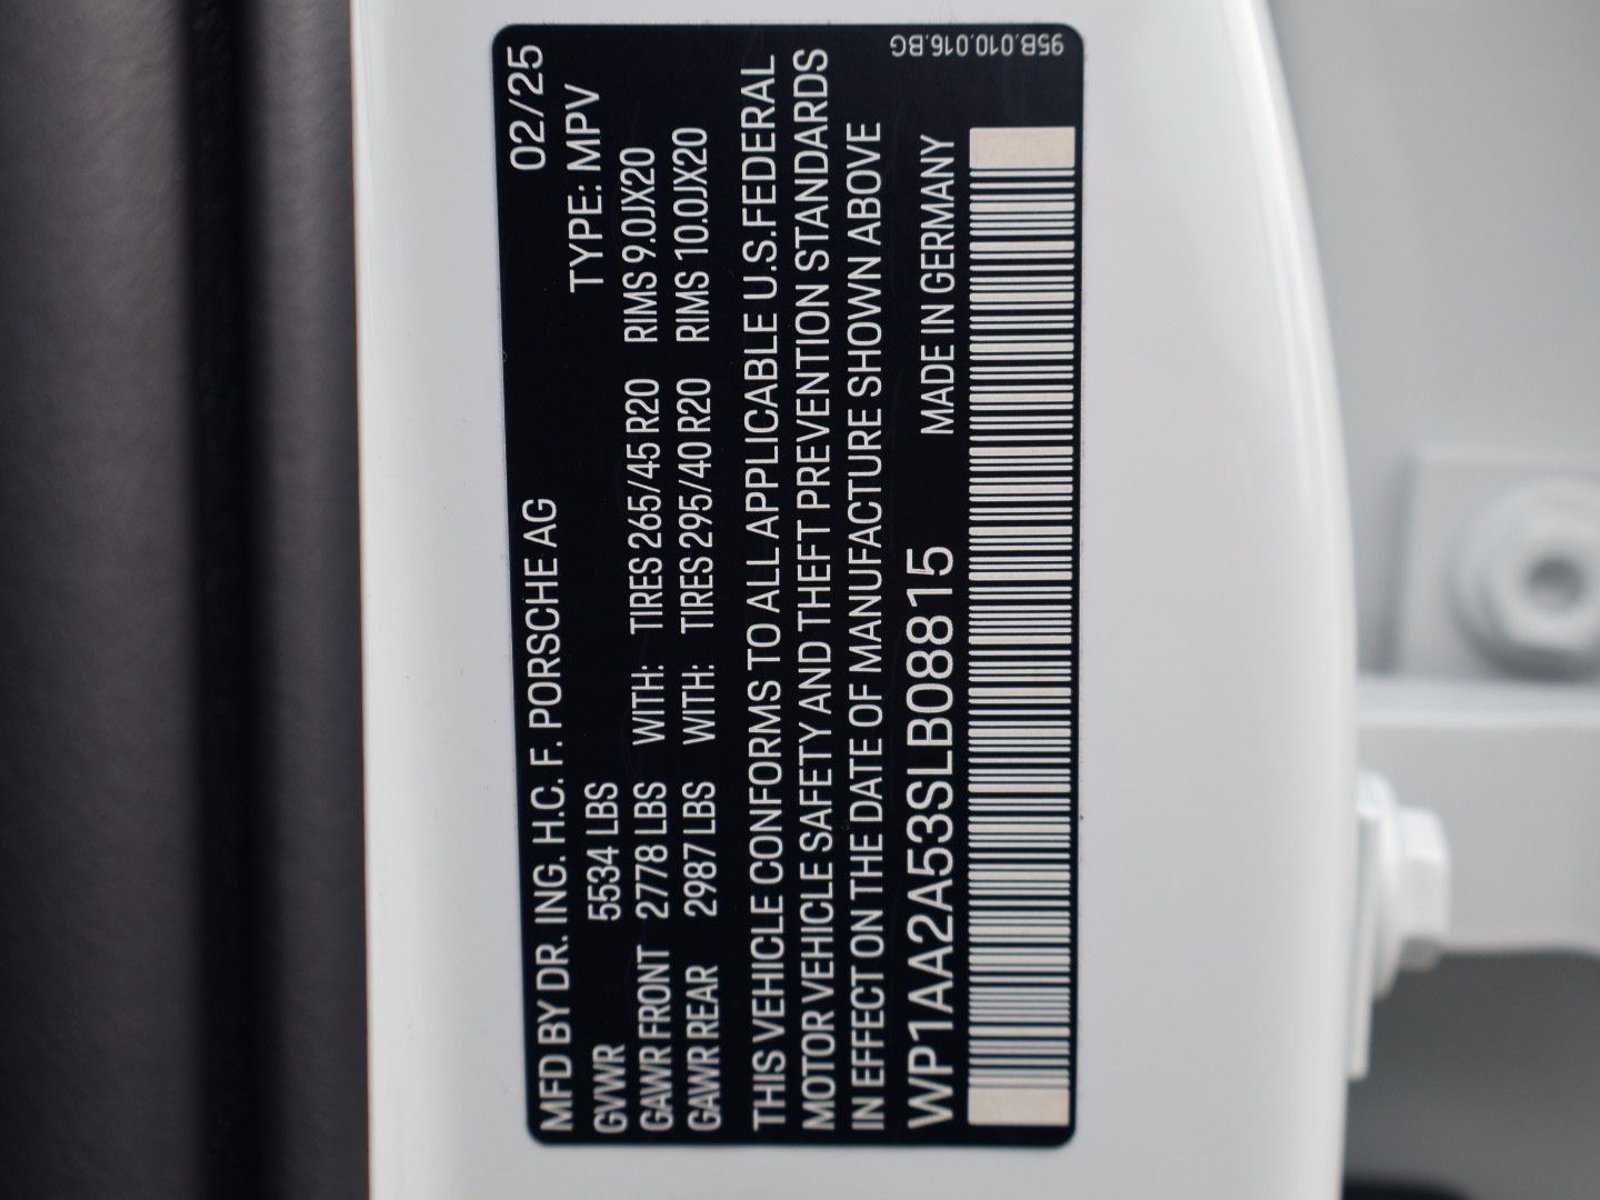 MFD BY DR. ING. H.C. F. PORSCHE AG 02/25
GVWR 5534 LBS TYPE: MPV
GAWR FRONT 2778 LBS WITH: TIRES 265/45 R20 RIMS 9.0JX20
GAWR REAR 2987 LBS WITH: TIRES 295/40 R20 RIMS 10.0JX20
THIS VEHICLE CONFORMS TO ALL APPLICABLE U.S.FEDERAL
MOTOR VEHICLE SAFETY AND THEFT PREVENTION STANDARDS
IN EFFECT ON THE DATE OF MANUFACTURE SHOWN ABOVE
WP1AA2A53SLB08815 MADE IN GERMANY
95B.010.016.BG